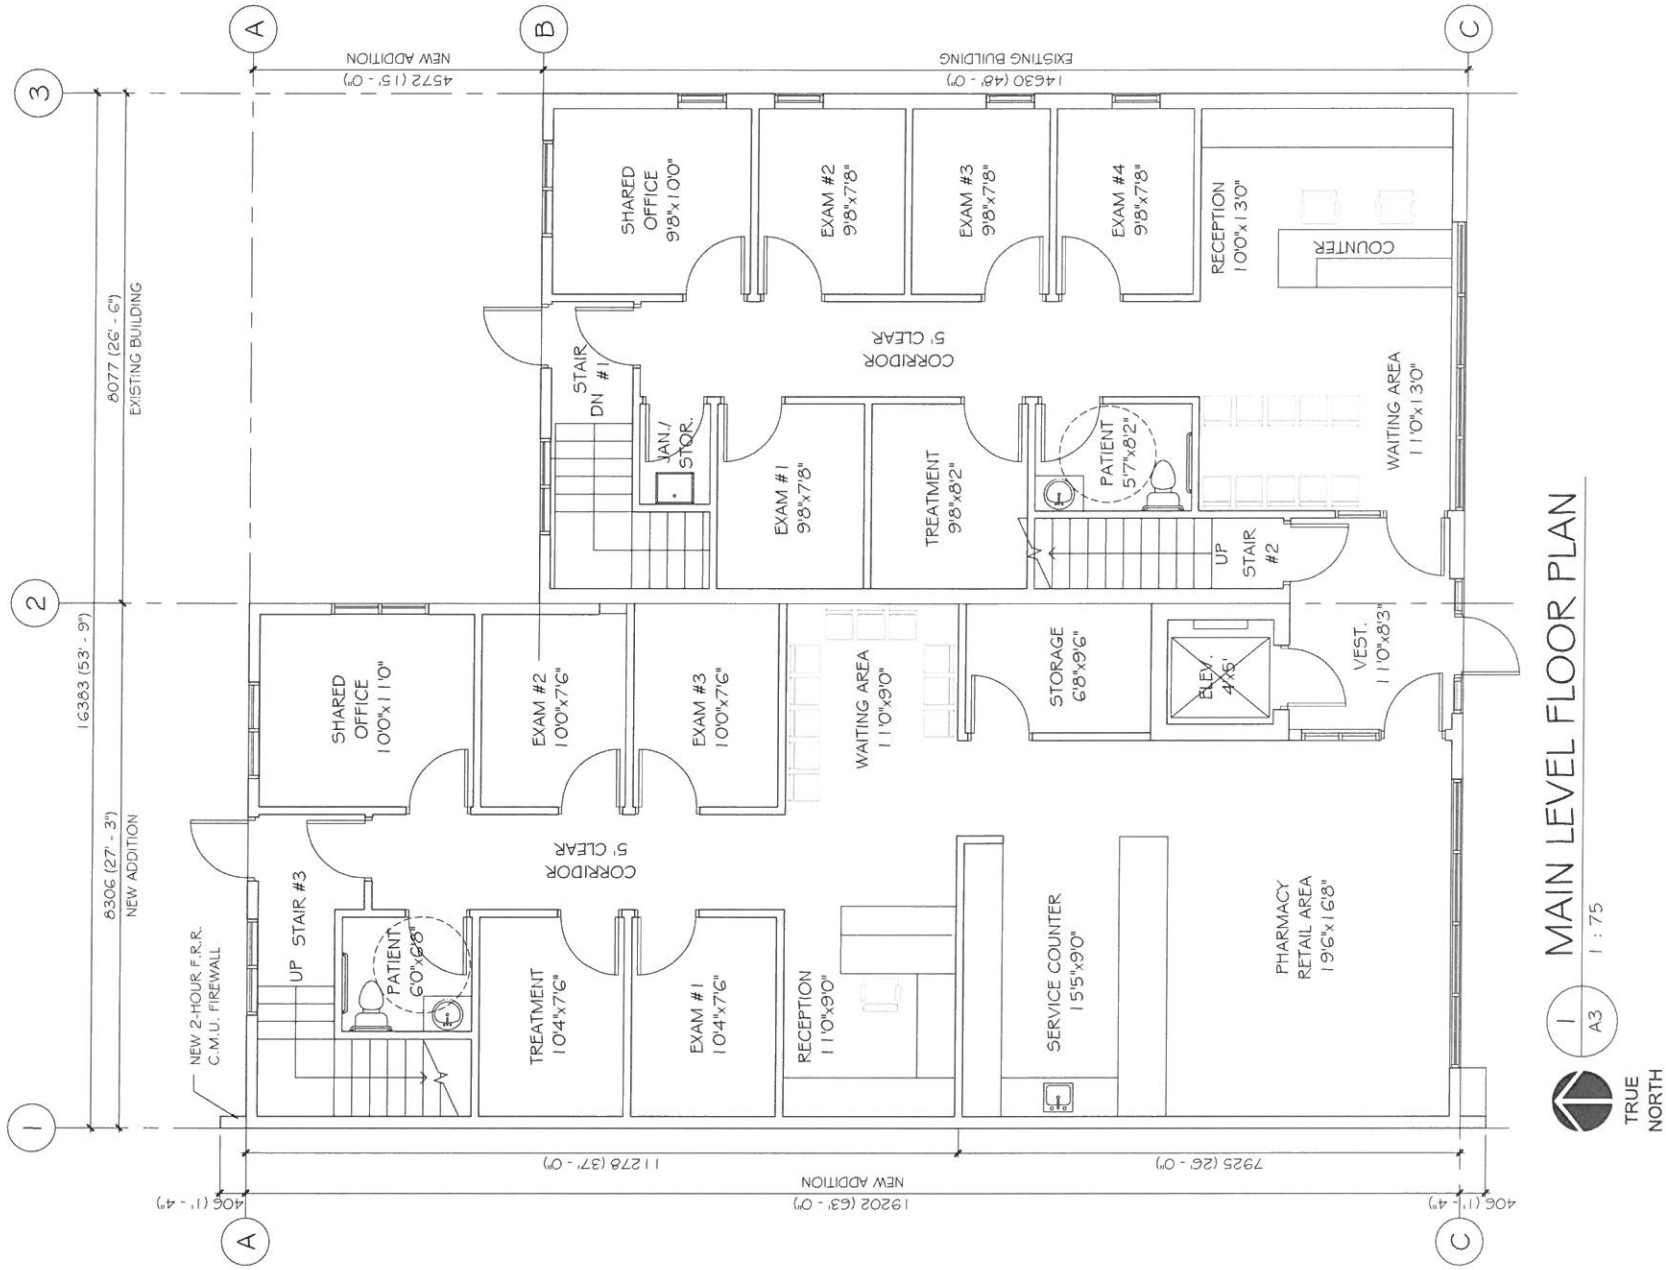 3
A
B
C
8077 (26' - 6")
EXISTING BUILDING
4572 (15' - 0")
NEW ADDITION
14630 (48' - 0")
EXISTING BUILDING
SHARED
OFFICE
9'8"x10'0"
EXAM #2
9'8"x7'8"
EXAM #3
9'8"x7'8"
EXAM #4
9'8"x7'8"
RECEPTION
10'0"x13'0"
COUNTER
STAIR
#1
DN
CORRIDOR
5' CLEAR
JAN./
STOR.
EXAM #1
9'8"x7'8"
TREATMENT
9'8"x8'2"
PATIENT
5'7"x8'2"
WAITING AREA
11'0"x13'0"
UP
STAIR
#2
2
16383 (53' - 9")
SHARED
OFFICE
10'0"x11'0"
EXAM #2
10'0"x7'6"
EXAM #3
10'0"x7'6"
WAITING AREA
11'0"x9'0"
STORAGE
6'8"x9'6"
ELEV.
4'x5'
VEST.
11'0"x8'3"
8306 (27' - 3")
NEW ADDITION
NEW 2-HOUR F.R.R.
C.M.U. FIREWALL
UP
STAIR #3
CORRIDOR
5' CLEAR
PATIENT
6'0"x6'8"
TREATMENT
10'4"x7'6"
EXAM #1
10'4"x7'6"
RECEPTION
11'0"x9'0"
SERVICE COUNTER
15'5"x9'0"
PHARMACY
RETAIL AREA
19'6"x16'8"
1
11278 (37' - 0")
7925 (26' - 0")
406 (1' - 4")
19202 (63' - 0")
NEW ADDITION
406 (1' - 4")
A
C
TRUE
NORTH
1
A3
MAIN LEVEL FLOOR PLAN
1 : 75